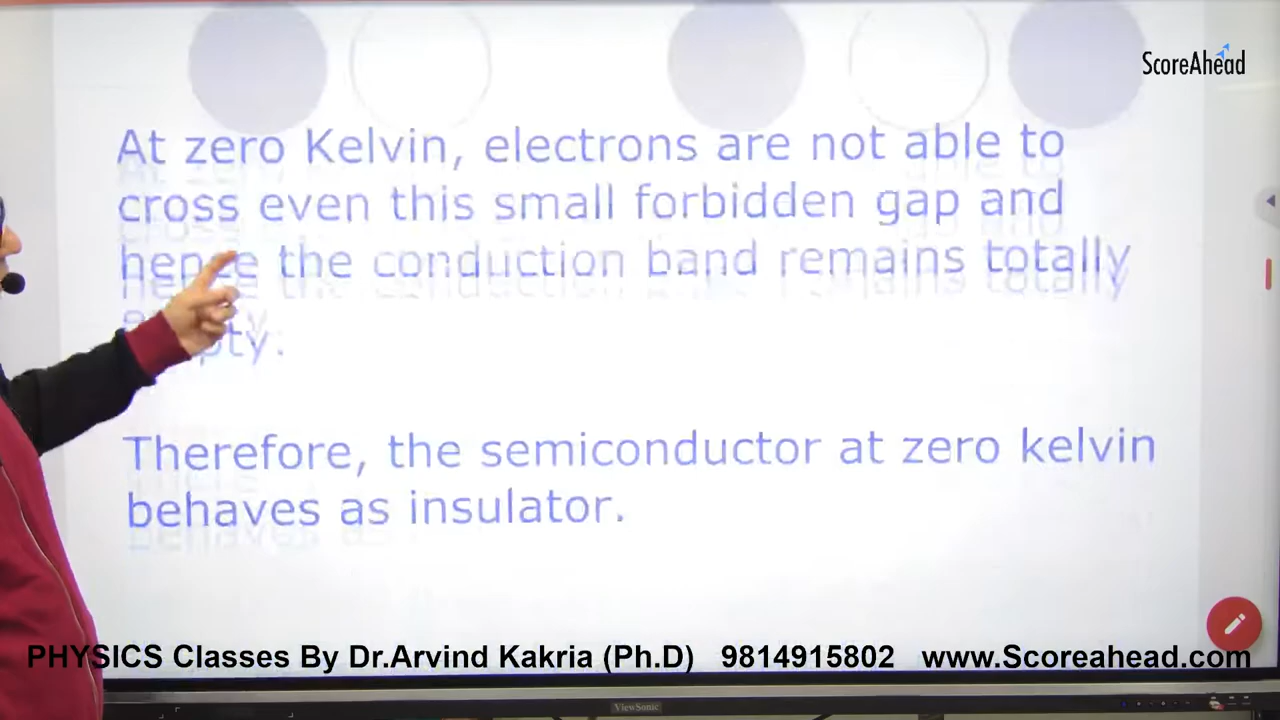 ScoreAhead
At zero Kelvin, electrons are not able to
cross even this small forbidden gap and
hence the conduction band remains totally
empty.
Therefore, the semiconductor at zero kelvin
behaves as insulator.
PHYSICS Classes By Dr.Arvind Kakria (Ph.D) 9814915802 www.Scoreahead.com
ViewSonic